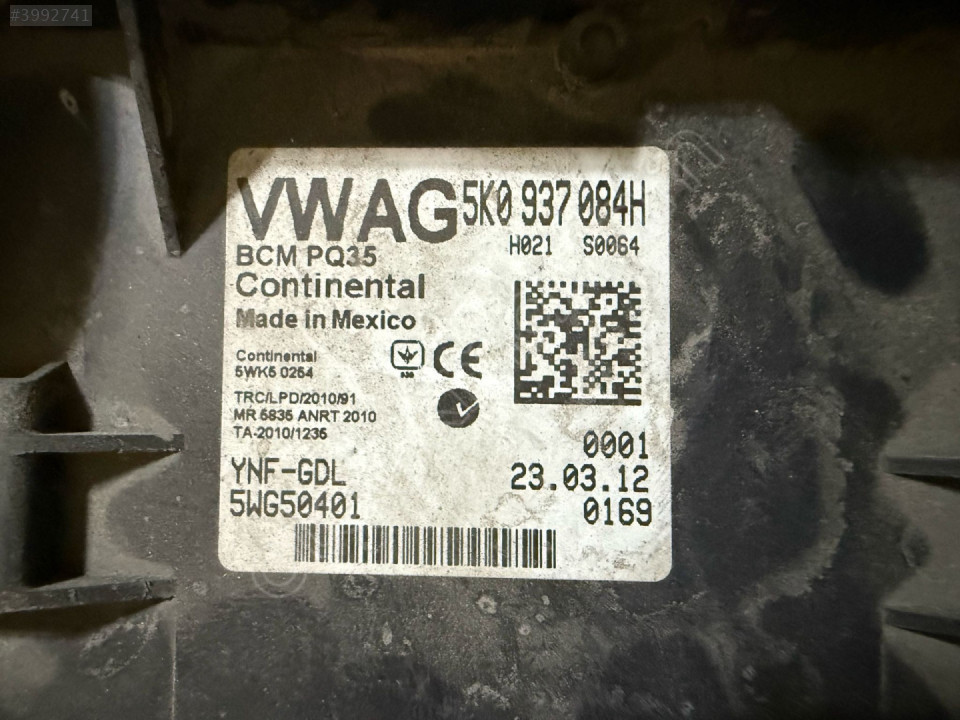 #3992741
VWAG 5K0 937 084H
H021 S0064
BCM PQ35
Continental
Made in Mexico
Continental
5WK5 0254
CE
TRC/LPD/2010/91
MR 5835 ANRT 2010
TA-2010/1235
0001
YNF-GDL 23.03.12
5WG50401 0169